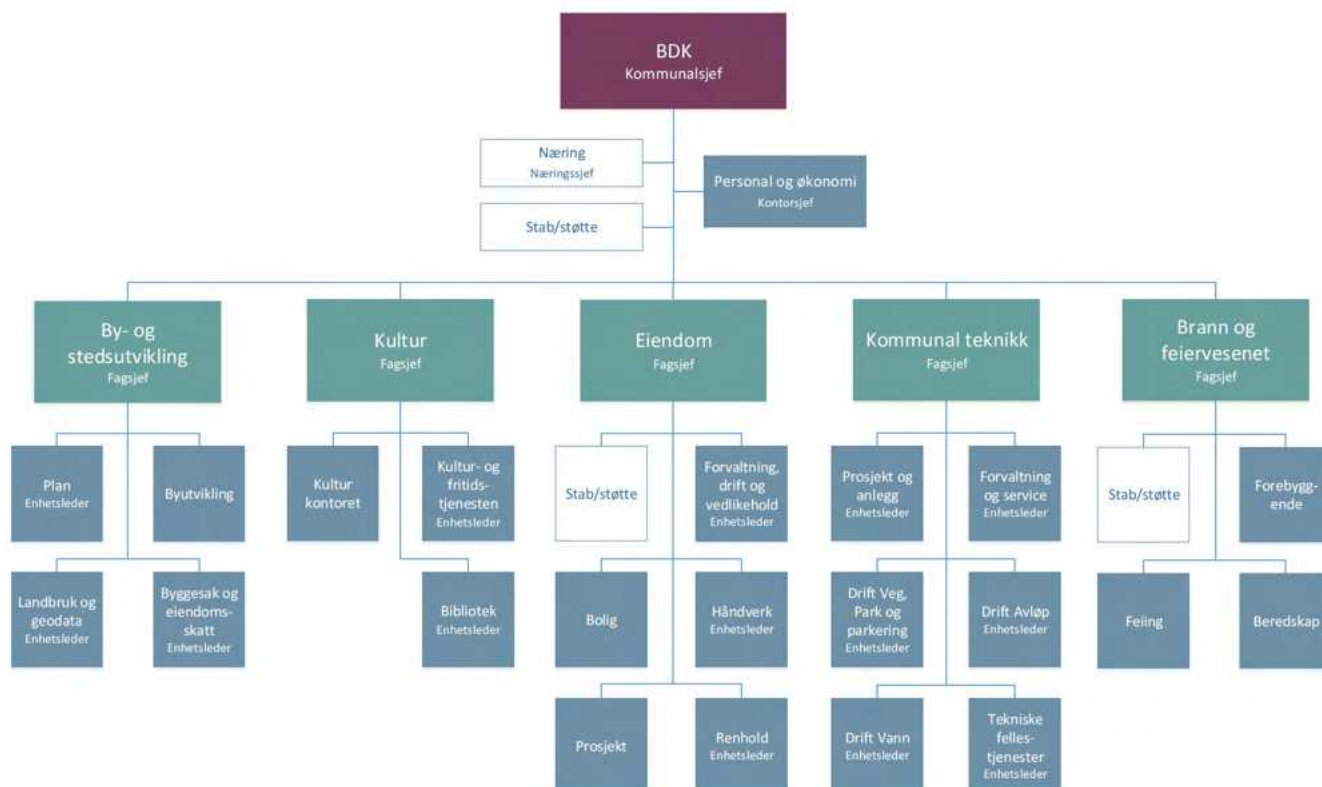 BDK
Kommunalsjef
Næring
Næringssjef
Personal og økonomi
Kontorsjef
Stab/støtte
By- og
stedsutvikling
Fagsjef
Kultur
Fagsjef
Eiendom
Fagsjef
Kommunal teknikk
Fagsjef
Brann og
feiervesenet
Fagsjef
Plan
Enhetsleder
Byutvikling
Landbruk og
geodata
Enhetsleder
Byggesak og
eiendoms-
skatt
Enhetsleder
Kultur
kontoret
Kultur- og
fritids-
tjenesten
Enhetsleder
Bibliotek
Enhetsleder
Stab/støtte
Forvaltning,
drift og
vedlikehold
Enhetsleder
Bolig
Håndverk
Enhetsleder
Prosjekt
Renhold
Enhetsleder
Prosjekt og
anlegg
Enhetsleder
Forvaltning
og service
Enhetsleder
Drift Veg,
Park og
parkering
Enhetsleder
Drift Avløp
Enhetsleder
Drift Vann
Enhetsleder
Tekniske
felles-
tjenester
Enhetsleder
Stab/støtte
Forebygg-
ende
Feiing
Beredskap